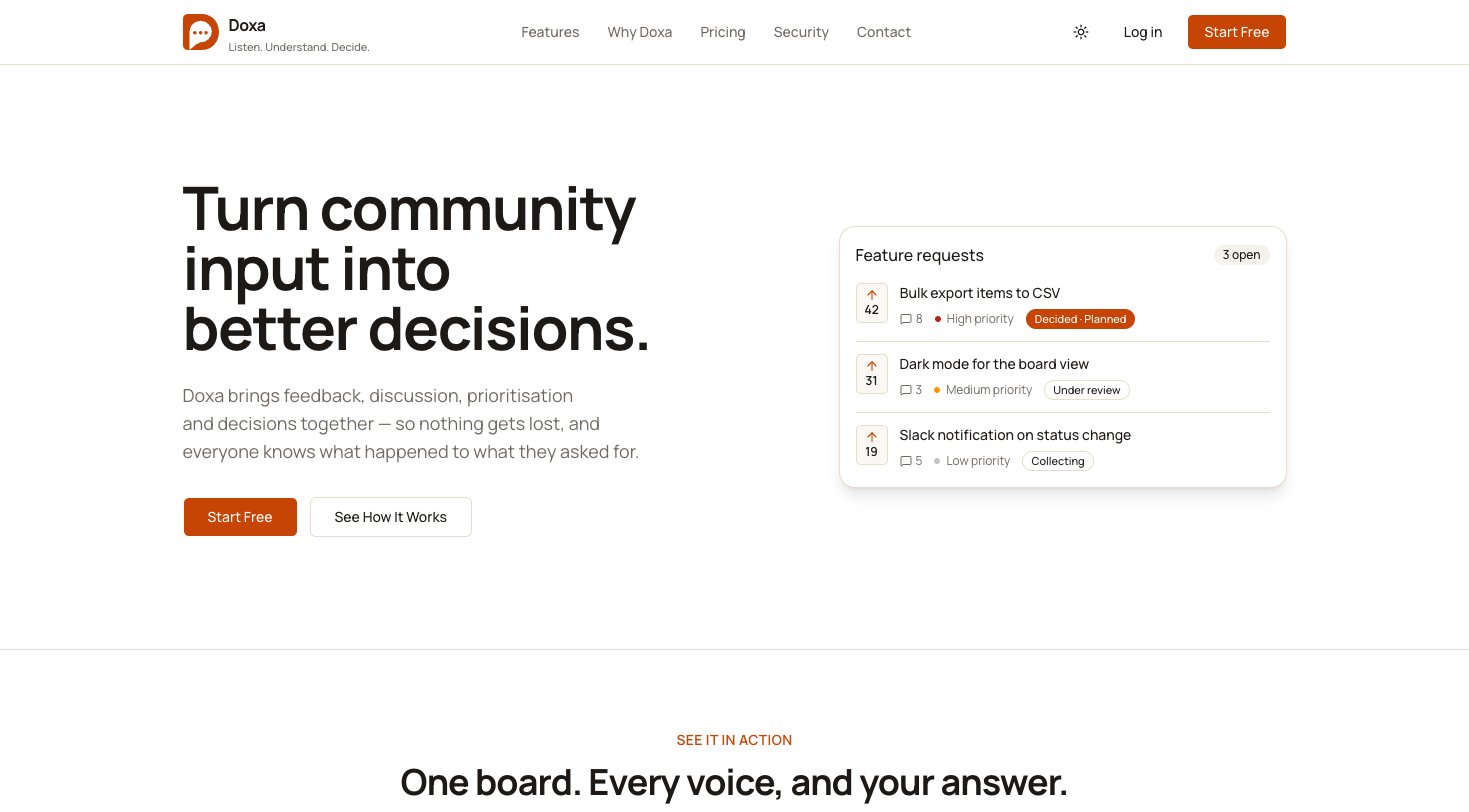 Doxa
Listen. Understand. Decide.
Features
Why Doxa
Pricing
Security
Contact
Log in
Start Free
Turn community
input into
better decisions.
Doxa brings feedback, discussion, prioritisation
and decisions together — so nothing gets lost, and
everyone knows what happened to what they asked for.
Start Free
See How It Works
Feature requests
3 open
42
Bulk export items to CSV
8
High priority
Decided · Planned
31
Dark mode for the board view
3
Medium priority
Under review
19
Slack notification on status change
5
Low priority
Collecting
SEE IT IN ACTION
One board. Every voice, and your answer.